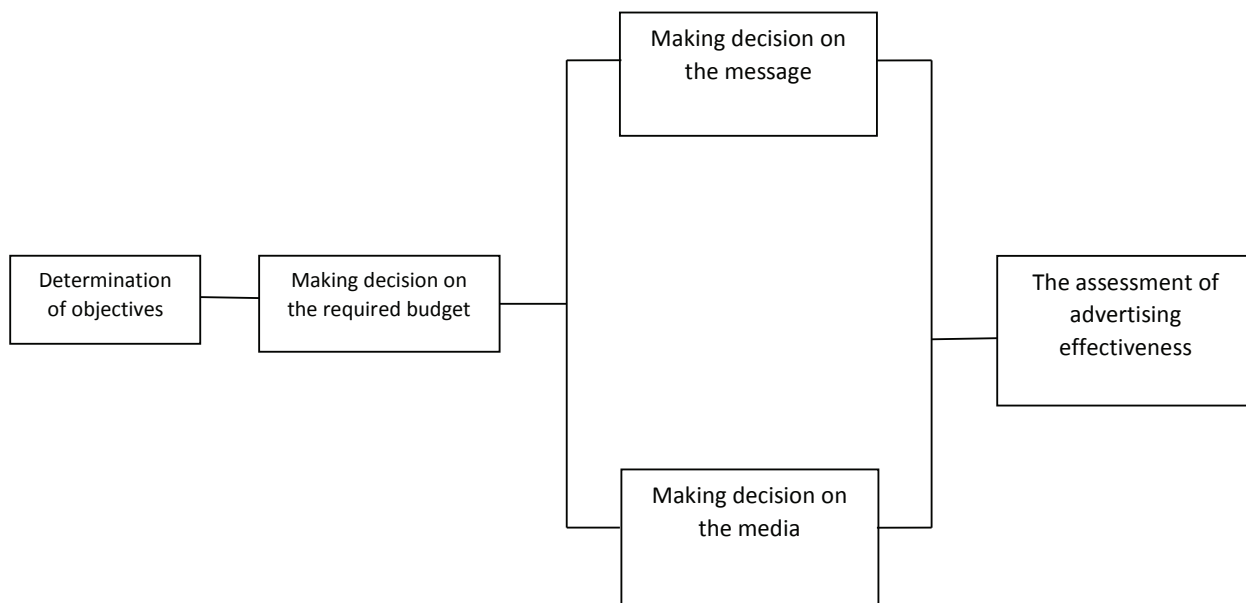 Making decision on
the message
Determination
of objectives
Making decision on
the required budget
The assessment of
advertising
effectiveness
Making decision on
the media